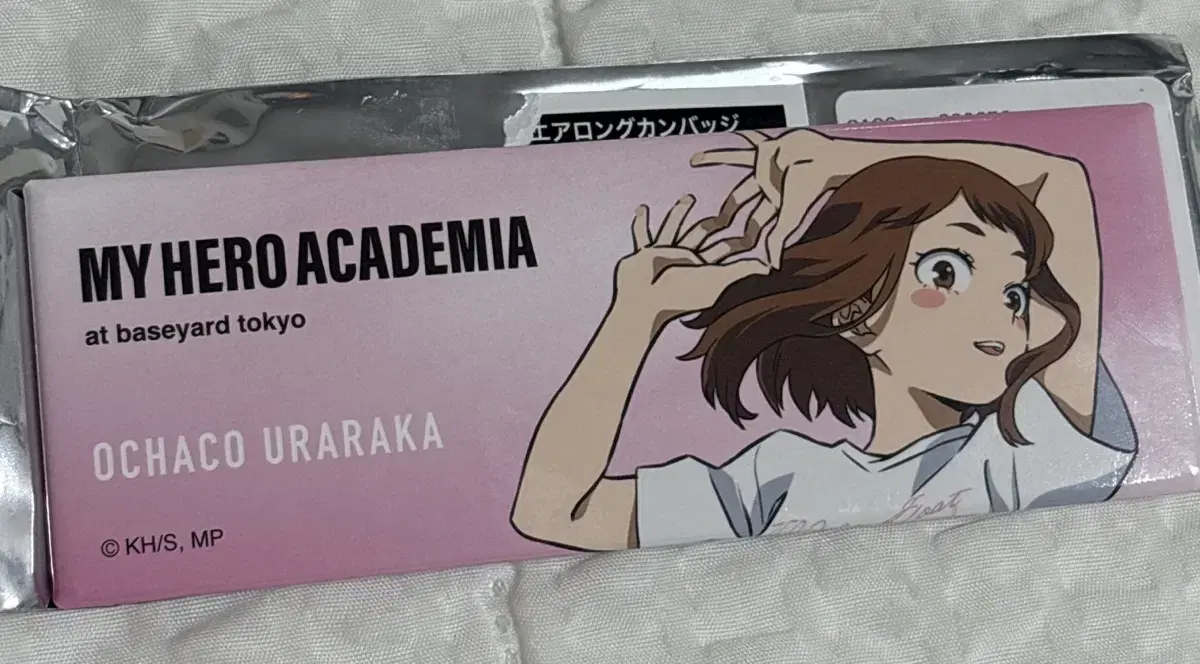 エアロングカンバッジ
MY HERO ACADEMIA
at baseyard tokyo
OCHACO URARAKA
© KH/S, MP